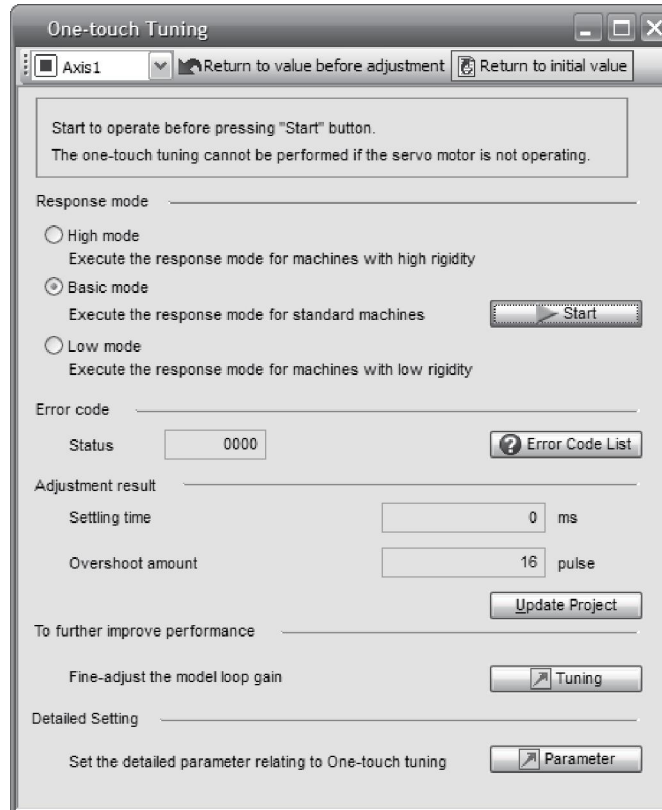 One-touch Tuning
Axis1 Return to value before adjustment Return to initial value
Start to operate before pressing "Start" button.
The one-touch tuning cannot be performed if the servo motor is not operating.
Response mode
High mode
Execute the response mode for machines with high rigidity
Basic mode
Execute the response mode for standard machines Start
Low mode
Execute the response mode for machines with low rigidity
Error code
Status 0000 Error Code List
Adjustment result
Settling time 0 ms
Overshoot amount 16 pulse
Update Project
To further improve performance
Fine-adjust the model loop gain Tuning
Detailed Setting
Set the detailed parameter relating to One-touch tuning Parameter